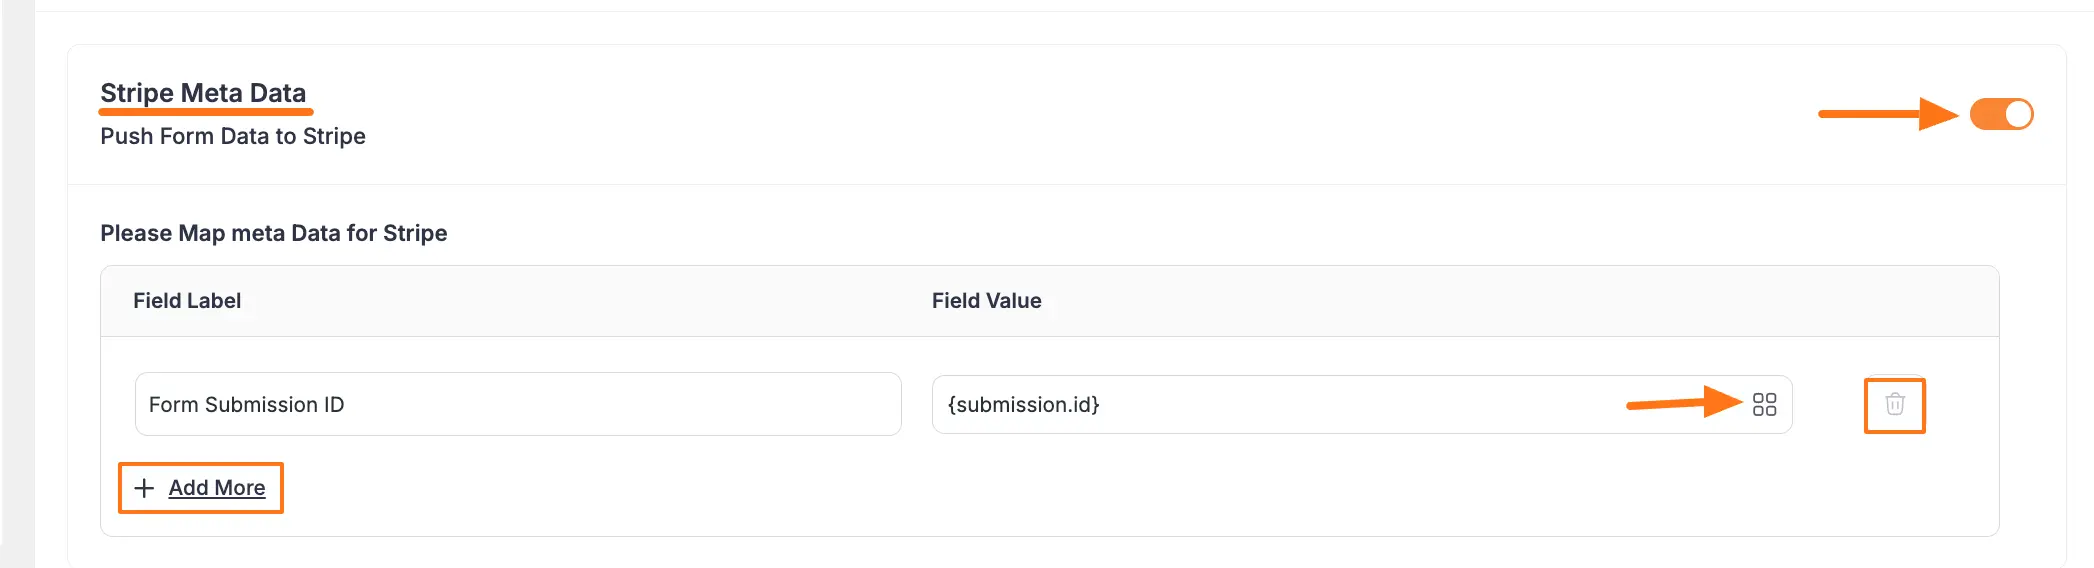 Stripe Meta Data
Push Form Data to Stripe
Please Map meta Data for Stripe
Field Label Field Value
Form Submission ID {submission.id}
+ Add More